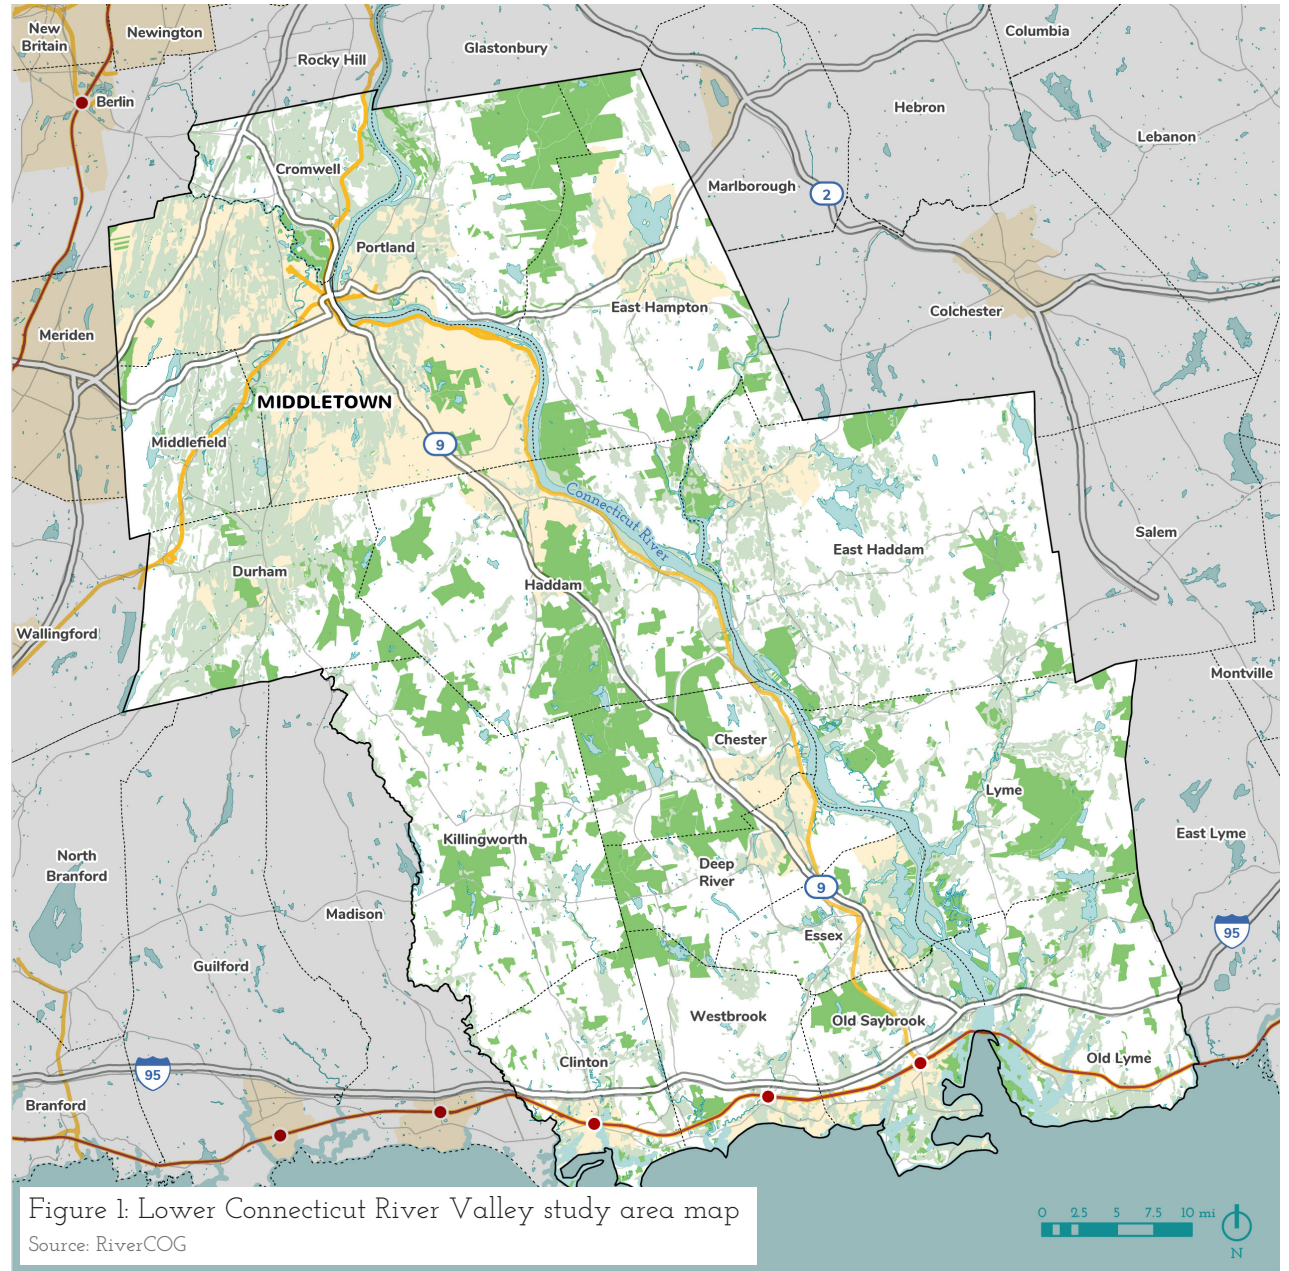 New
Britain
Newington
Rocky Hill
Glastonbury
Columbia
Berlin
Hebron
Lebanon
Cromwell
Marlborough
2
Portland
East Hampton
Colchester
Meriden
MIDDLETOWN
Middlefield
9
Connecticut River
Salem
East Haddam
Durham
Haddam
Wallingford
Montville
Chester
Lyme
Killingworth
East Lyme
North
Branford
Deep
River
9
Madison
Essex
95
Guilford
Westbrook
Old Saybrook
Clinton
Old Lyme
95
Branford
Figure 1: Lower Connecticut River Valley study area map
Source: RiverCOG
0 2.5 5 7.5 10 mi
N